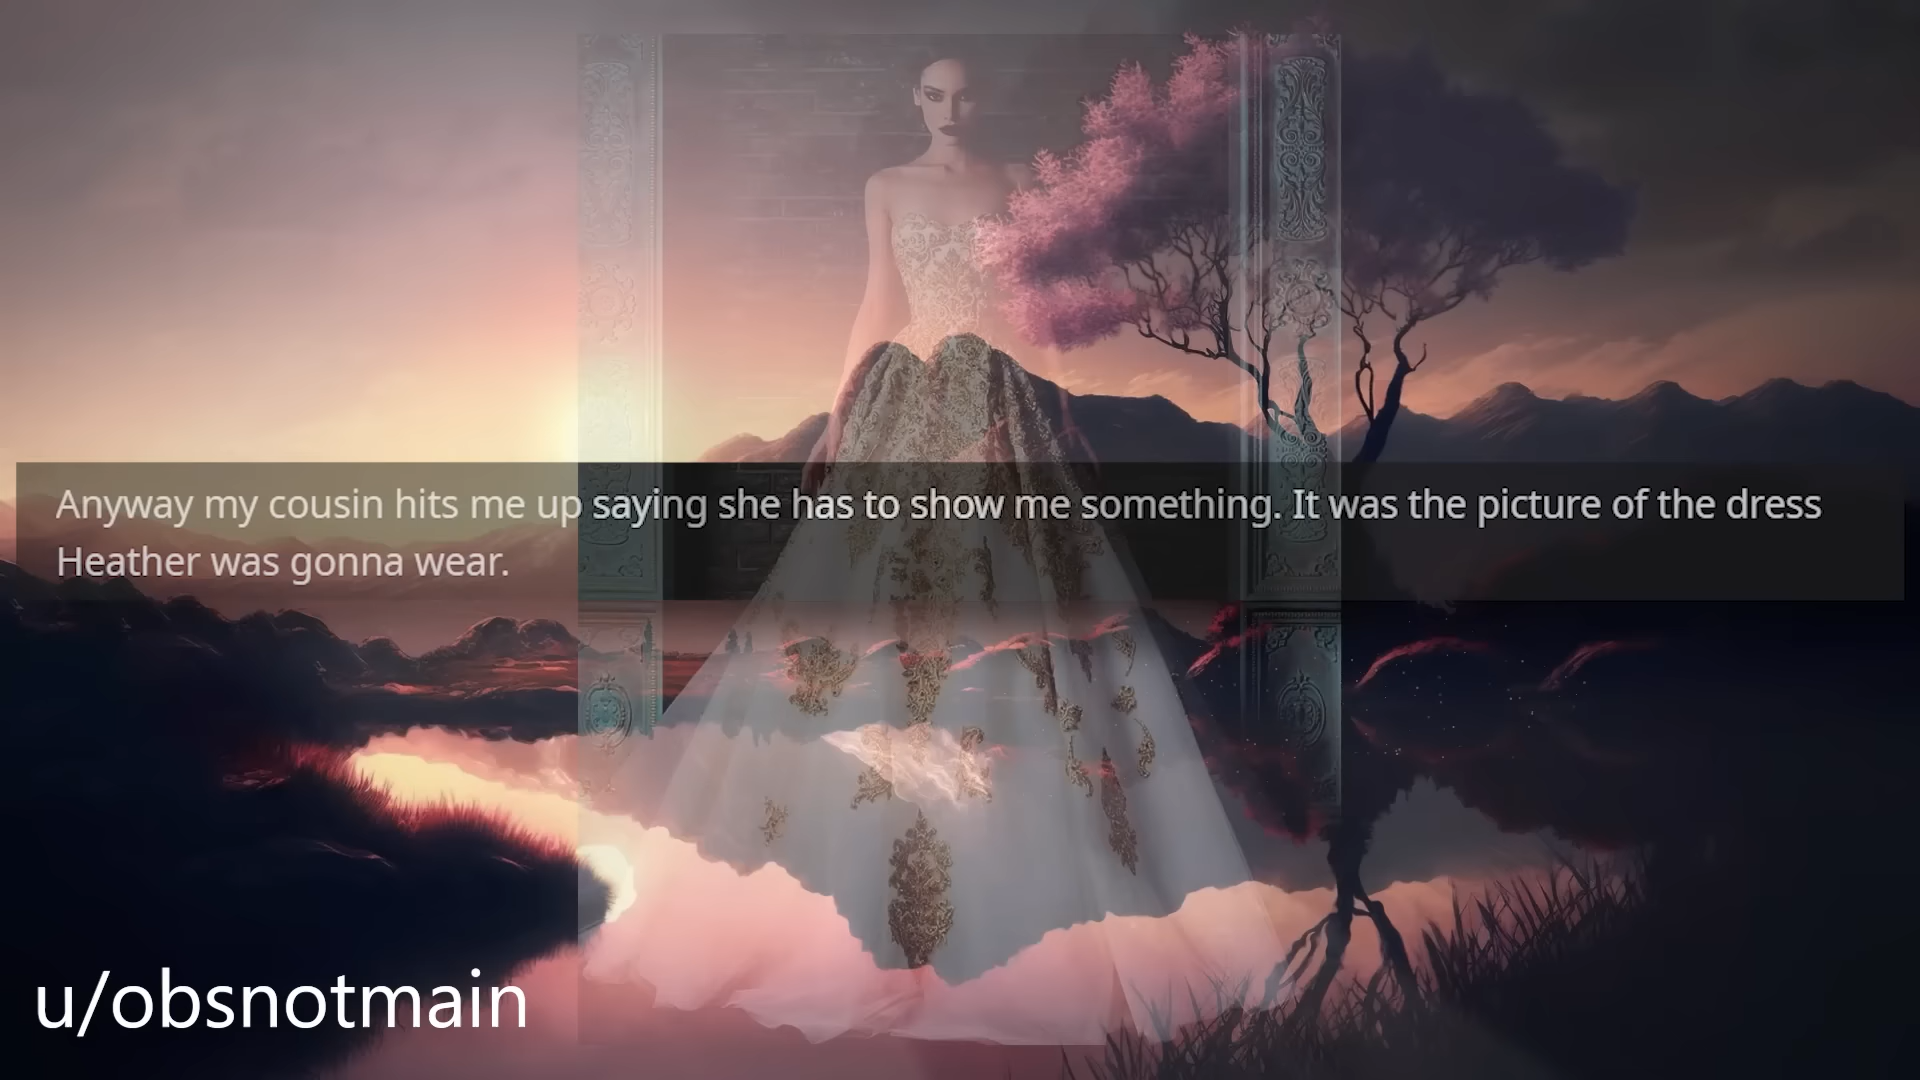 Anyway my cousin hits me up saying she has to show me something. It was the picture of the dress
Heather was gonna wear.
u/obsnotmain